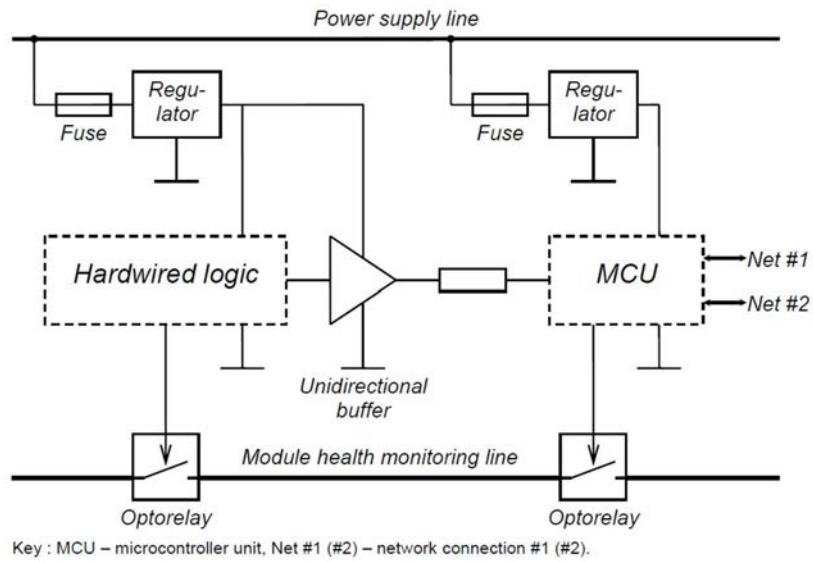 Power supply line
Regu-
lator
Fuse
Regu-
lator
Fuse
Hardwired logic
MCU
Net #1
Net #2
Unidirectional
buffer
Module health monitoring line
Optorelay
Optorelay
Key : MCU – microcontroller unit, Net #1 (#2) – network connection #1 (#2).